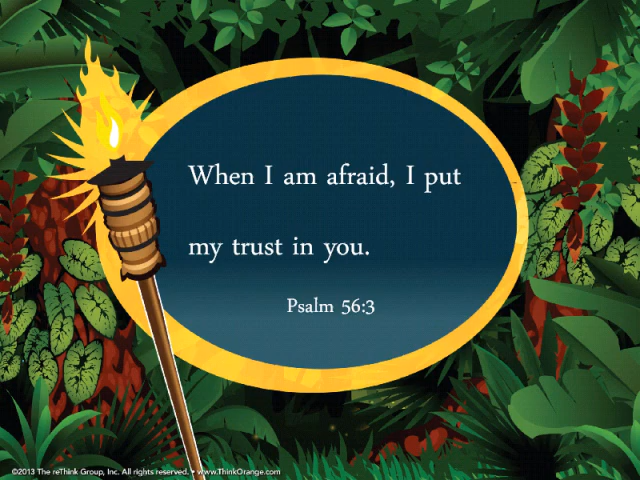 When I am afraid, I put
my trust in you.
Psalm 56:3
©2013 The reThink Group, Inc. All rights reserved. • www.ThinkOrange.com